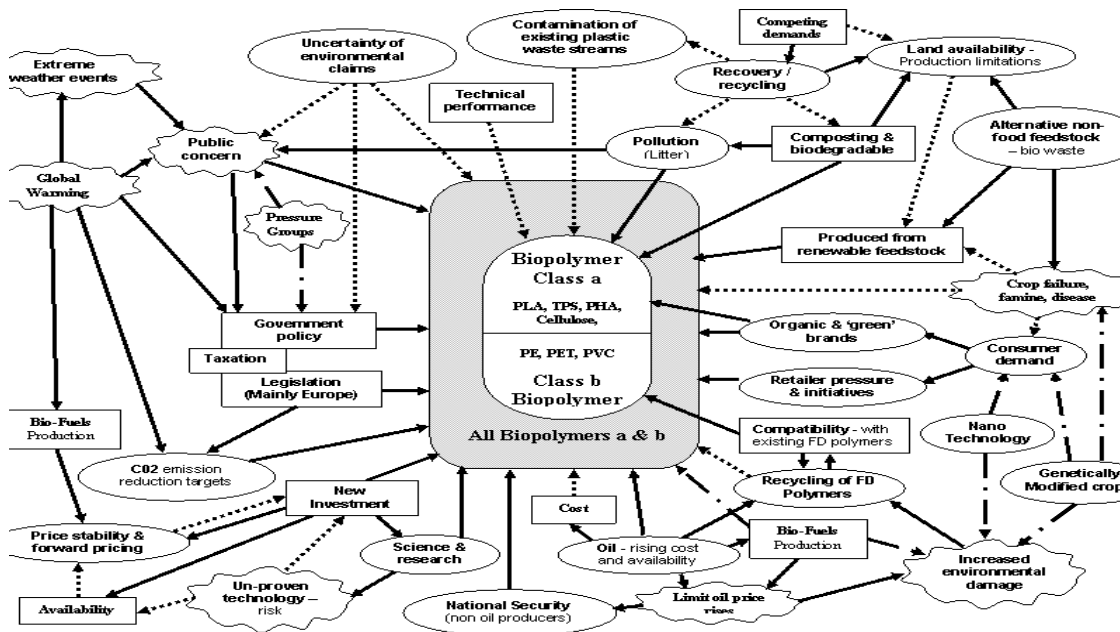 Extreme
weather events
Uncertainty of
environmental
claims
Contamination of
existing plastic
waste streams
Competing
demands
Land availability -
Production limitations
Technical
performance
Recovery /
recycling
Public
concern
Pollution
(Litter)
Composting &
biodegradable
Alternative non-
food feedstock
– bio waste
Global
Warming
Pressure
Groups
Produced from
renewable feedstock
Biopolymer
Class a
PLA, TPS, PHA,
Cellulose,
PE, PET, PVC
Class b
Biopolymer
All Biopolymers a & b
Crop failure,
famine, disease
Government
policy
Taxation
Legislation
(Mainly Europe)
Organic & ‘green’
brands
Consumer
demand
Retailer pressure
& initiatives
Bio-Fuels
Production
C02 emission
reduction targets
Compatibility - with
existing FD polymers
Nano
Technology
Genetically
Modified crop
New
Investment
Cost
Recycling of FD
Polymers
Price stability &
forward pricing
Science &
research
Oil - rising cost
and availability
Bio-Fuels
Production
Increased
environmental
damage
Availability
Un-proven
technology –
risk
National Security
(non oil producers)
Limit oil price
rises